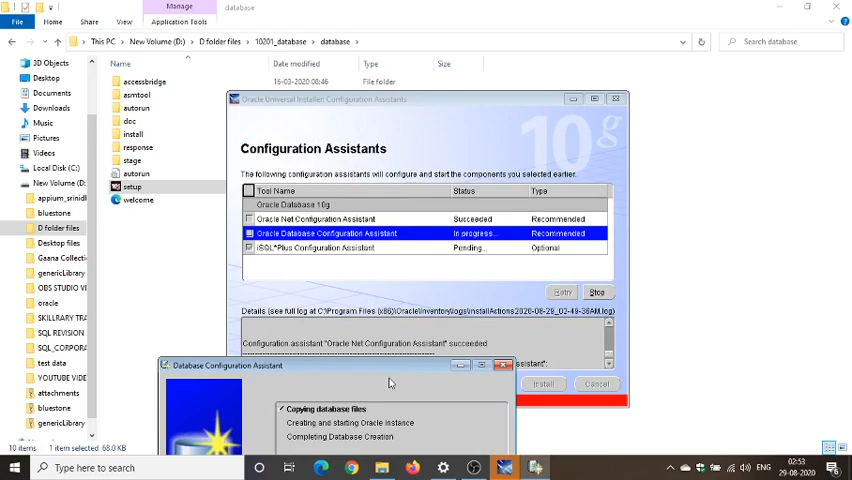 Manage
database
File
Home
Share
View
Application Tools
This PC
New Volume (D:)
D folder files
10201_database
database
Search database
3D Objects
Desktop
Documents
Downloads
Music
Pictures
Videos
Local Disk (C:)
New Volume (D:)
appium_srinidl
bluestone
D folder files
Desktop files
Gaana Collecti
genericLibrary
OBS STUDIO VID
oracle
SKILLRARY TRA
SQL REVISION
SQL_CORPORA
test data
YOUTUBE VIDEO
attachments
bluestone
genericLibrary
Name
Date modified
Type
Size
accessbridge
16-03-2020 08:46
File folder
asmtool
autorun
doc
install
response
stage
autorun
setup
welcome
Oracle Universal Installer: Configuration Assistants
10g
Configuration Assistants
The following configuration assistants will configure and start the components you selected earlier.
Tool Name
Status
Type
Oracle Database 10g
Oracle Net Configuration Assistant
Succeeded
Recommended
Oracle Database Configuration Assistant
In progress...
Recommended
iSQL*Plus Configuration Assistant
Pending...
Optional
Retry
Stop
Details (see full log at C:\Program Files (x86)\Oracle\Inventory\logs\installActions2020-08-29_02-49-36AM.log)
Configuration assistant "Oracle Net Configuration Assistant" succeeded
Install
Cancel
Database Configuration Assistant
Copying database files
Creating and starting Oracle instance
Completing Database Creation
10 items
1 item selected 68.0 KB
Type here to search
ENG
02:53
29-08-2020